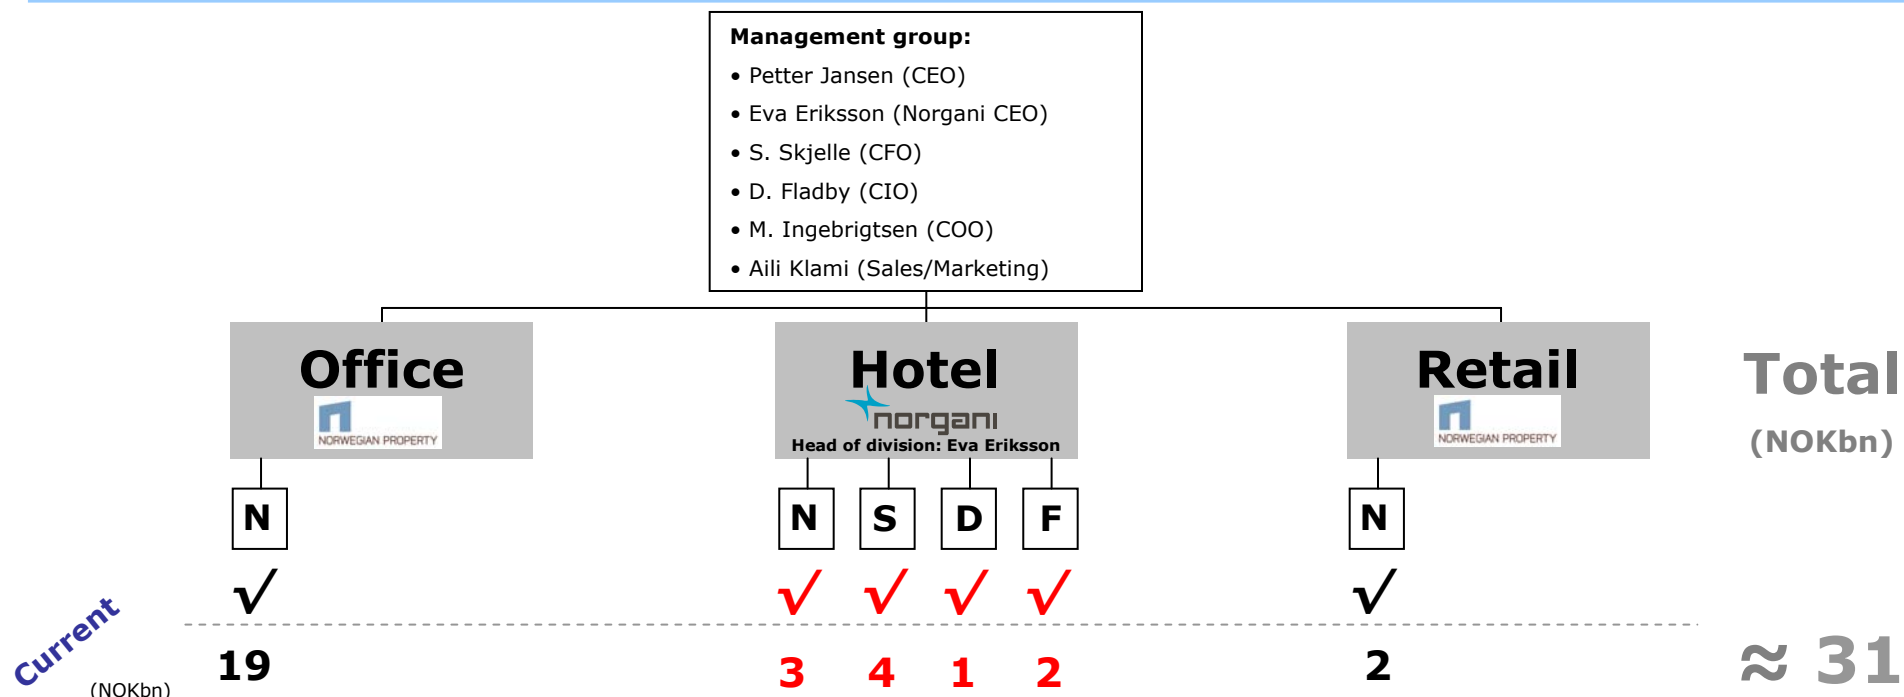 Management group:
• Petter Jansen (CEO)
• Eva Eriksson (Norgani CEO)
• S. Skjelle (CFO)
• D. Fladby (CIO)
• M. Ingebrigtsen (COO)
• Aili Klami (Sales/Marketing)
Office
NORWEGIAN PROPERTY
Hotel
norgani
Head of division: Eva Eriksson
Retail
NORWEGIAN PROPERTY
Total
(NOKbn)
N
N S D F
N
√
√ √ √ √
√
Current
(NOKbn)
19
3 4 1 2
2
≈ 31